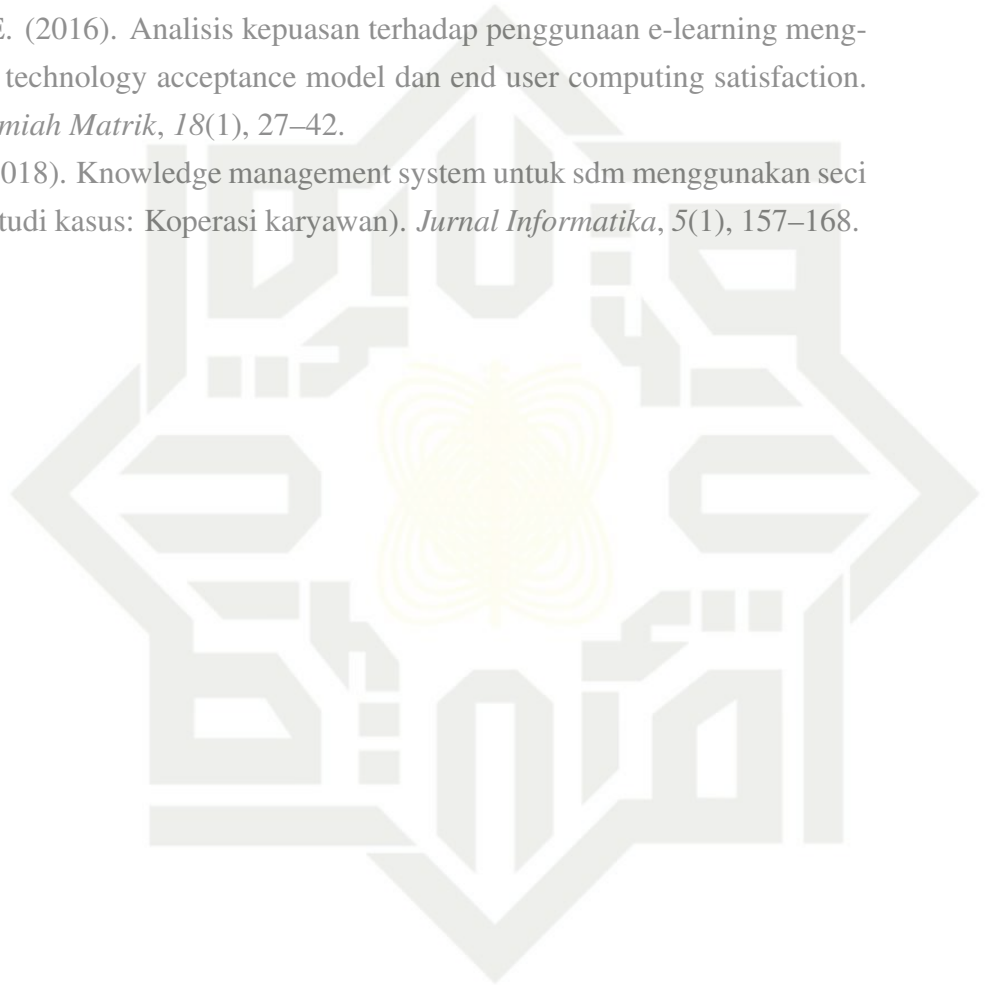 E. (2016). Analisis kepuasan terhadap penggunaan e-learning meng-
technology acceptance model dan end user computing satisfaction.
miah Matrik, 18(1), 27–42.
018). Knowledge management system untuk sdm menggunakan seci
tudi kasus: Koperasi karyawan). Jurnal Informatika, 5(1), 157–168.